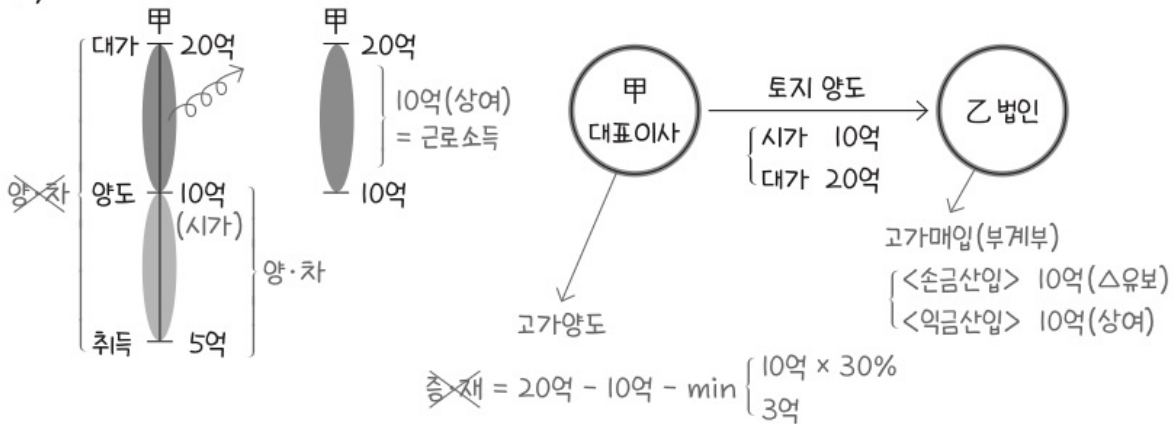 甲
대가 20억
양·차
양도 10억
(시가)
양·차
취득 5억
甲
20억
10억(상여)
= 근로소득
10억
甲
대표이사
토지 양도
시가 10억
대가 20억
乙 법인
고가양도
고가매입(부계부)
<손금산입> 10억(△유보)
<익금산입> 10억(상여)
증·재 = 20억 - 10억 - min
10억 × 30%
3억